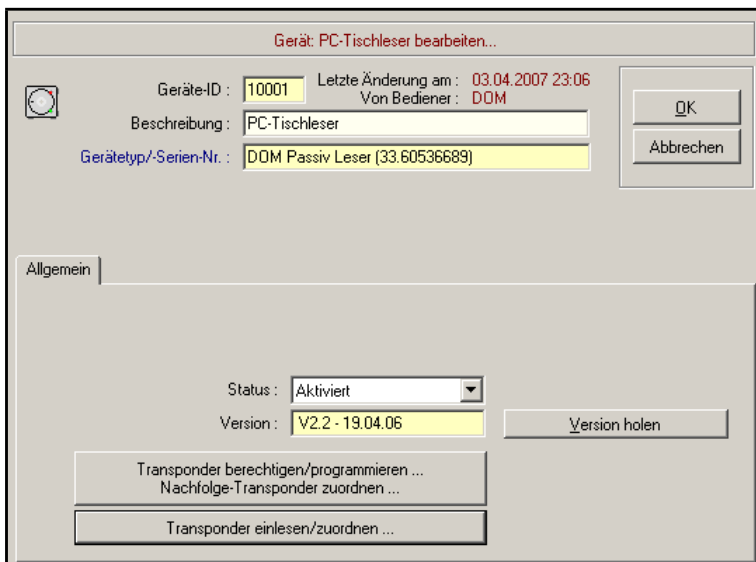 Gerät: PC-Tischleser bearbeiten...
Geräte-ID : 10001 Letzte Änderung am : 03.04.2007 23:06
Von Bediener : DOM
Beschreibung : PC-Tischleser
Gerätetyp/-Serien-Nr. : DOM Passiv Leser (33.60536689)
OK
Abbrechen
Allgemein
Status : Aktiviert
Version : V2.2 - 19.04.06 Version holen
Transponder berechtigen/programmieren ...
Nachfolge-Transponder zuordnen ...
Transponder einlesen/zuordnen ...